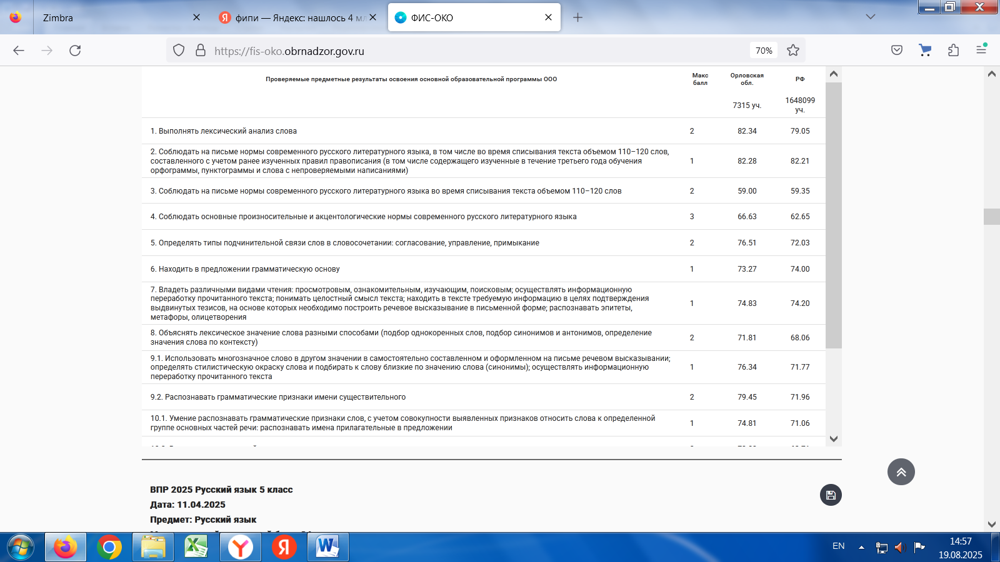 Zimbra
фипи — Яндекс: нашлось 4 мл
ФИС-ОКО
https://fis-oko.obrnadzor.gov.ru
70%
Проверяемые предметные результаты освоения основной образовательной программы ООО
Макс балл
Орловская обл.
РФ
7315 уч.
1648099 уч.
1. Выполнять лексический анализ слова
2
82.34
79.05
2. Соблюдать на письме нормы современного русского литературного языка, в том числе во время списывания текста объемом 110–120 слов,
составленного с учетом ранее изученных правил правописания (в том числе содержащего изученные в течение третьего года обучения
орфограммы, пунктограммы и слова с непроверяемыми написаниями)
1
82.28
82.21
3. Соблюдать на письме нормы современного русского литературного языка во время списывания текста объемом 110–120 слов
2
59.00
59.35
4. Соблюдать основные произносительные и акцентологические нормы современного русского литературного языка
3
66.63
62.65
5. Определять типы подчинительной связи слов в словосочетании: согласование, управление, примыкание
2
76.51
72.03
6. Находить в предложении грамматическую основу
1
73.27
74.00
7. Владеть различными видами чтения: просмотровым, ознакомительным, изучающим, поисковым; осуществлять информационную
переработку прочитанного текста; понимать целостный смысл текста; находить в тексте требуемую информацию в целях подтверждения
выдвинутых тезисов, на основе которых необходимо построить речевое высказывание в письменной форме; распознавать эпитеты,
метафоры, олицетворения
1
74.83
74.20
8. Объяснять лексическое значение слова разными способами (подбор однокоренных слов, подбор синонимов и антонимов, определение
значения слова по контексту)
2
71.81
68.06
9.1. Использовать многозначное слово в другом значении в самостоятельно составленном и оформленном на письме речевом высказывании;
определять стилистическую окраску слова и подбирать к слову близкие по значению слова (синонимы); осуществлять информационную
переработку прочитанного текста
1
76.34
71.77
9.2. Распознавать грамматические признаки имени существительного
2
79.45
71.96
10.1. Умение распознавать грамматические признаки слов, с учетом совокупности выявленных признаков относить слова к определенной
группе основных частей речи: распознавать имена прилагательные в предложении
1
74.81
71.06
ВПР 2025 Русский язык 5 класс
Дата: 11.04.2025
Предмет: Русский язык
EN
14:57
19.08.2025